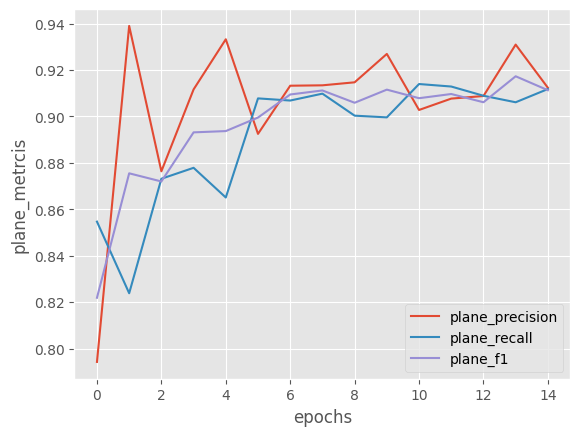 0.94
0.92
0.90
0.88
0.86
0.84
0.82
0.80
plane_metrcis
0 2 4 6 8 10 12 14
epochs
plane_precision
plane_recall
plane_f1